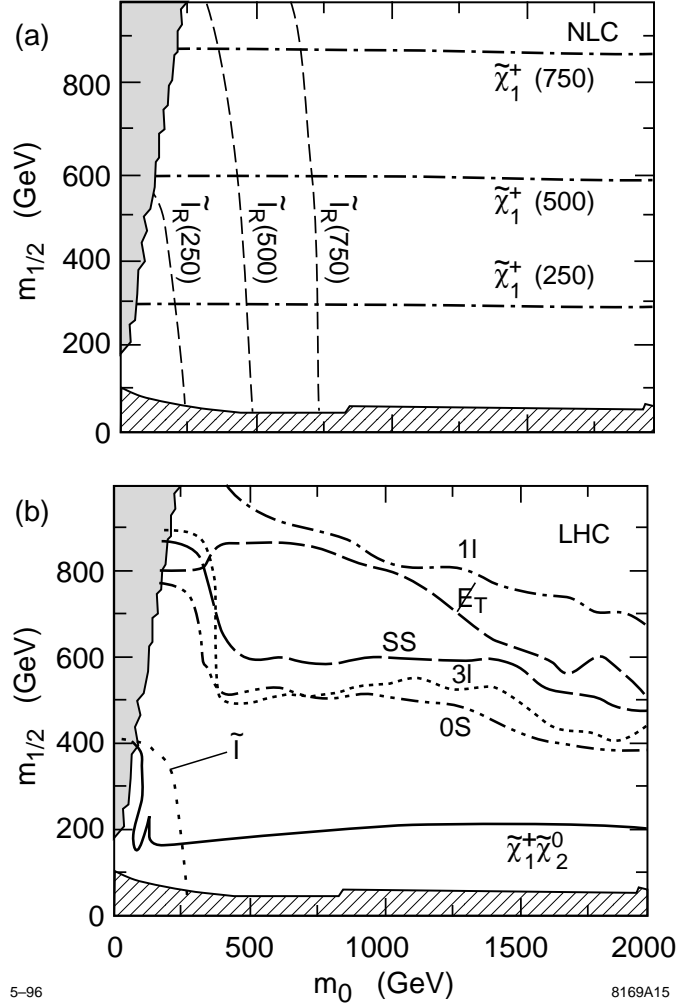 (a)
NLC
800
600
400
200
0
m1/2 (GeV)
χ̃1+ (750)
χ̃1+ (500)
χ̃1+ (250)
l̃R(250)
l̃R(500)
l̃R(750)
(b)
LHC
800
600
400
200
0
m1/2 (GeV)
1l
E̸T
SS
3l
0S
l̃
χ̃1+χ̃20
0 500 1000 1500 2000
m0 (GeV)
5–96
8169A15